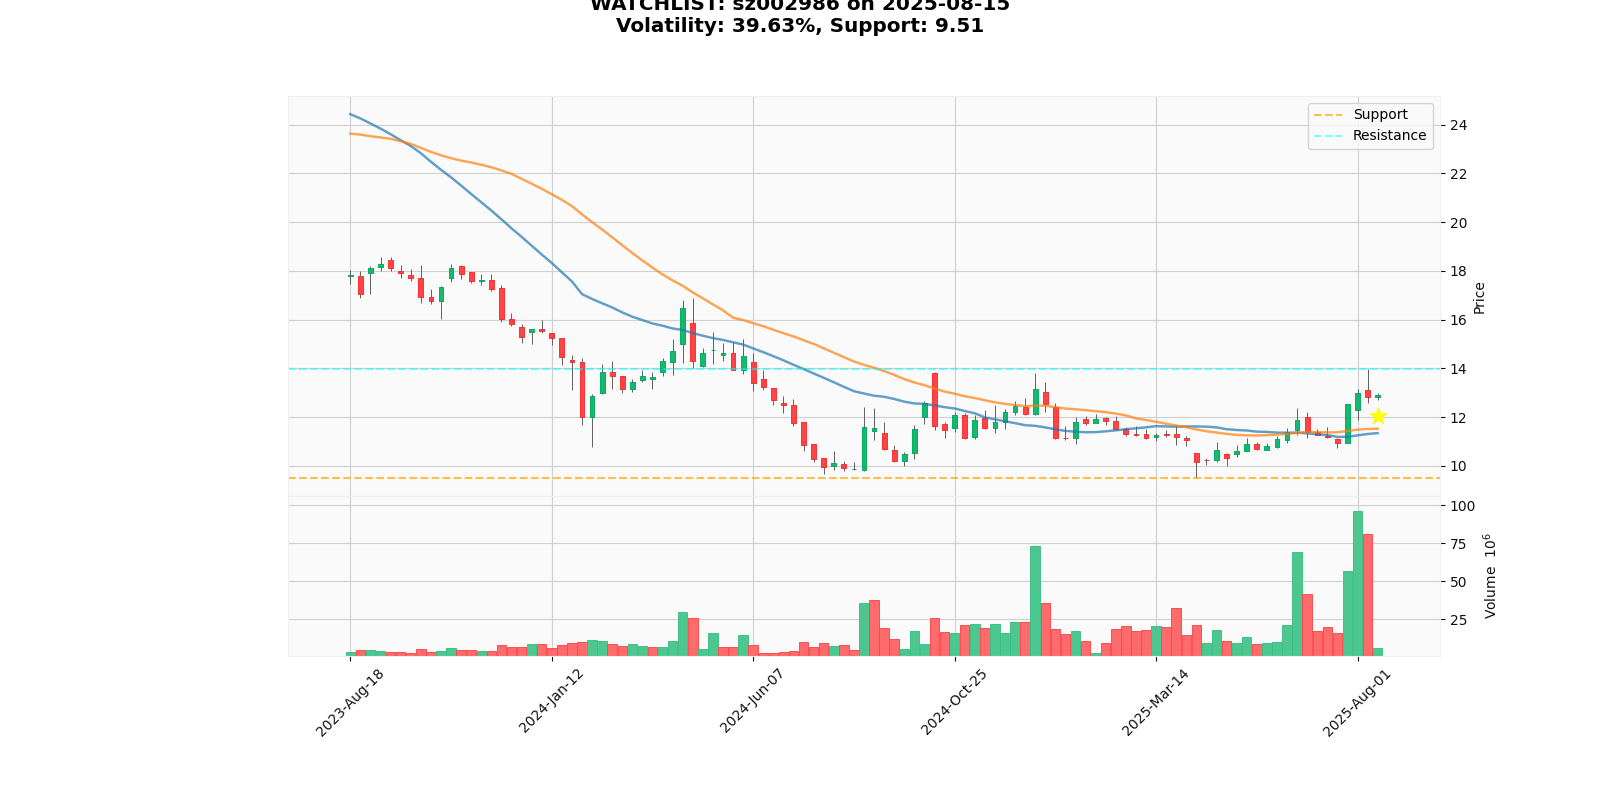 WATCHLIST: sz002986 on 2025-08-15
Volatility: 39.63%, Support: 9.51
Support
Resistance
24
22
20
18
16
14
12
10
Price
100
75
50
25
Volume 10⁶
2023-Aug-18
2024-Jan-12
2024-Jun-07
2024-Oct-25
2025-Mar-14
2025-Aug-01